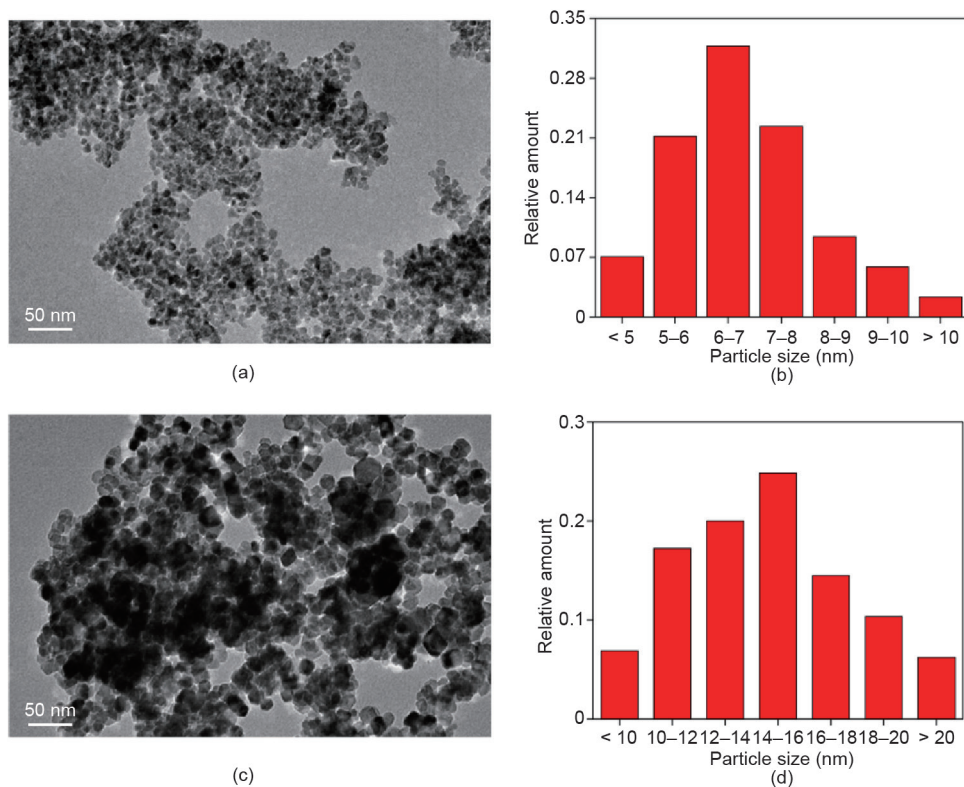 50 nm
(a)
0.35
0.28
0.21
0.14
0.07
0
Relative amount
< 5 5–6 6–7 7–8 8–9 9–10 > 10
Particle size (nm)
(b)
50 nm
(c)
0.3
0.2
0.1
0
Relative amount
< 10 10–12 12–14 14–16 16–18 18–20 > 20
Particle size (nm)
(d)